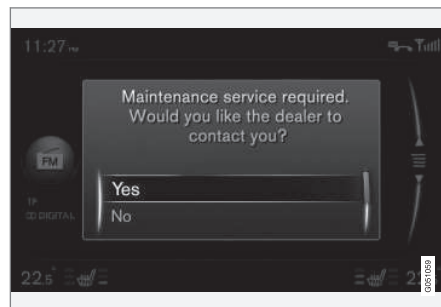 11:27
Maintenance service required.
Would you like the dealer to
contact you?
FM
Yes
No
TP
DIGITAL
22.5°
22
G051059